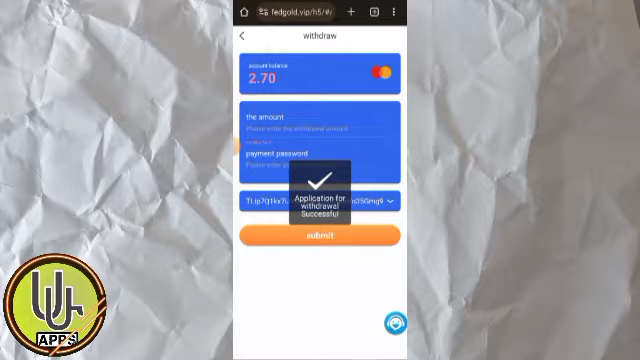 fedgold.vip/h5/#/
withdraw
account balance
2.70
the amount
Please enter the withdrawal amount
payment password
Please enter
Application for
withdrawal
Successful
submit
APPS